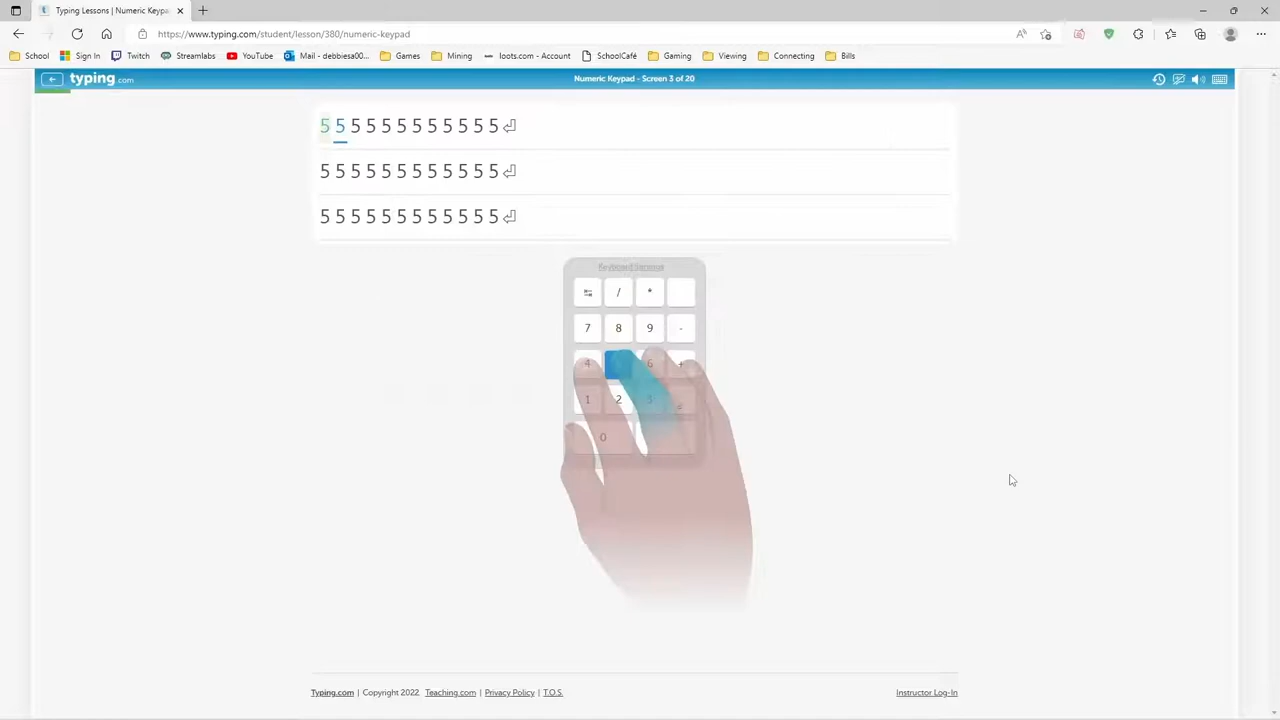 Typing Lessons | Numeric Keypa
https://www.typing.com/student/lesson/380/numeric-keypad
School Sign In Twitch Streamlabs YouTube Mail - debbiesa00... Games Mining loots.com - Account SchoolCafé Gaming Viewing Connecting Bills
typing.com Numeric Keypad - Screen 3 of 20
5 5 5 5 5 5 5 5 5 5 5 5
5 5 5 5 5 5 5 5 5 5 5 5
5 5 5 5 5 5 5 5 5 5 5 5
/ *
7 8 9 -
4 6 +
1 2 3
0
Typing.com | Copyright 2022 Teaching.com | Privacy Policy | T.O.S. Instructor Log-In